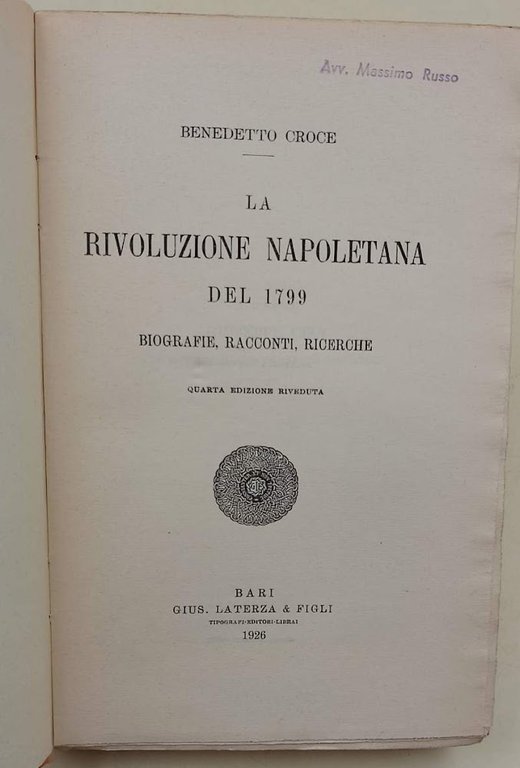 Avv. Massimo Russo
BENEDETTO CROCE
LA
RIVOLUZIONE NAPOLETANA
DEL 1799
BIOGRAFIE, RACCONTI, RICERCHE
QUARTA EDIZIONE RIVEDUTA
BARI
GIUS. LATERZA & FIGLI
TIPOGRAFI-EDITORI-LIBRAI
1926